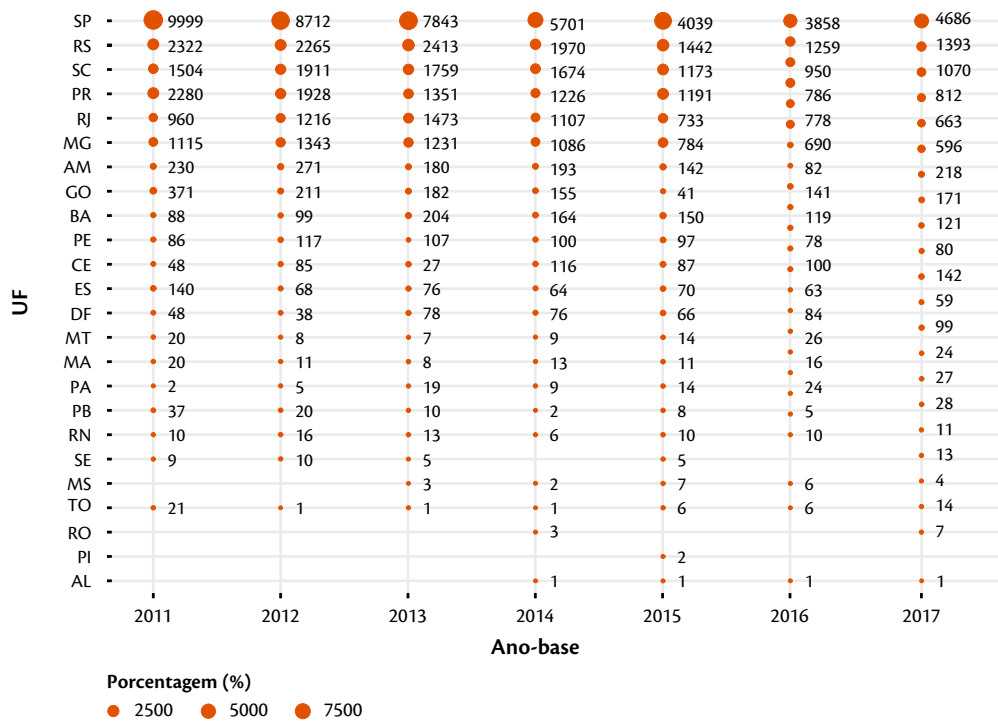 SP 9999 8712 7843 5701 4039 3858 4686
RS 2322 2265 2413 1970 1442 1259 1393
SC 1504 1911 1759 1674 1173 950 1070
PR 2280 1928 1351 1226 1191 786 812
RJ 960 1216 1473 1107 733 778 663
MG 1115 1343 1231 1086 784 690 596
AM 230 271 180 193 142 82 218
GO 371 211 182 155 41 141 171
BA 88 99 204 164 150 119 121
PE 86 117 107 100 97 78 80
CE 48 85 27 116 87 100 142
ES 140 68 76 64 70 63 59
DF 48 38 78 76 66 84 99
MT 20 8 7 9 14 26 24
MA 20 11 8 13 11 16 27
PA 2 5 19 9 14 24 28
PB 37 20 10 2 8 5 11
RN 10 16 13 6 10 10 13
SE 9 10 5 5 4
MS 3 2 7 6 14
TO 21 1 1 1 6 6
RO 3 7
PI 2
AL 1 1 1 1
UF
2011 2012 2013 2014 2015 2016 2017
Ano-base
Porcentagem (%)
2500 5000 7500